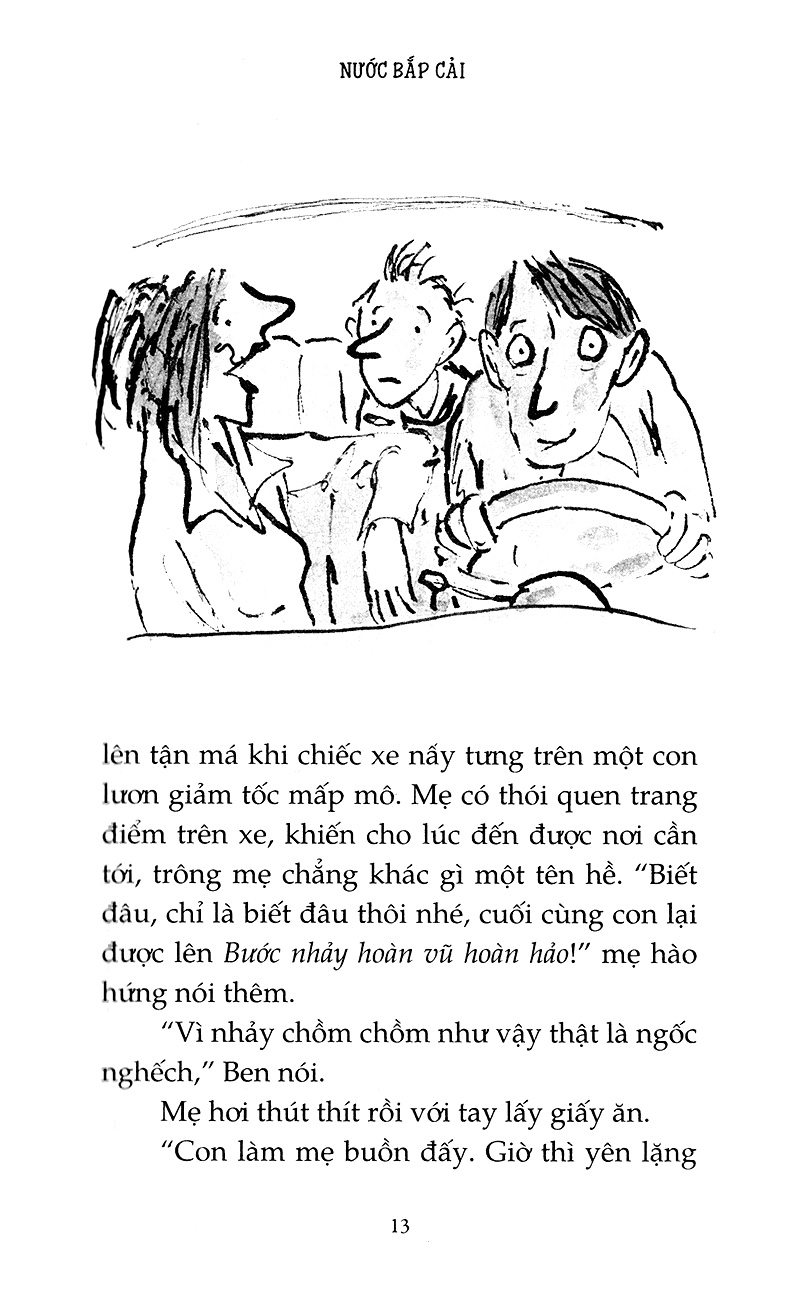 NƯỚC BẮP CẢI
lên tận má khi chiếc xe nẩy tưng trên một con
lươn giảm tốc mấp mô. Mẹ có thói quen trang
điểm trên xe, khiến cho lúc đến được nơi cần
tới, trông mẹ chẳng khác gì một tên hề. “Biết
đâu, chỉ là biết đâu thôi nhé, cuối cùng con lại
được lên Bước nhảy hoàn vũ hoàn hảo!” mẹ hào
hứng nói thêm.
“Vì nhảy chồm chồm như vậy thật là ngốc
nghếch,” Ben nói.
Mẹ hơi thút thít rồi với tay lấy giấy ăn.
“Con làm mẹ buồn đấy. Giờ thì yên lặng
13